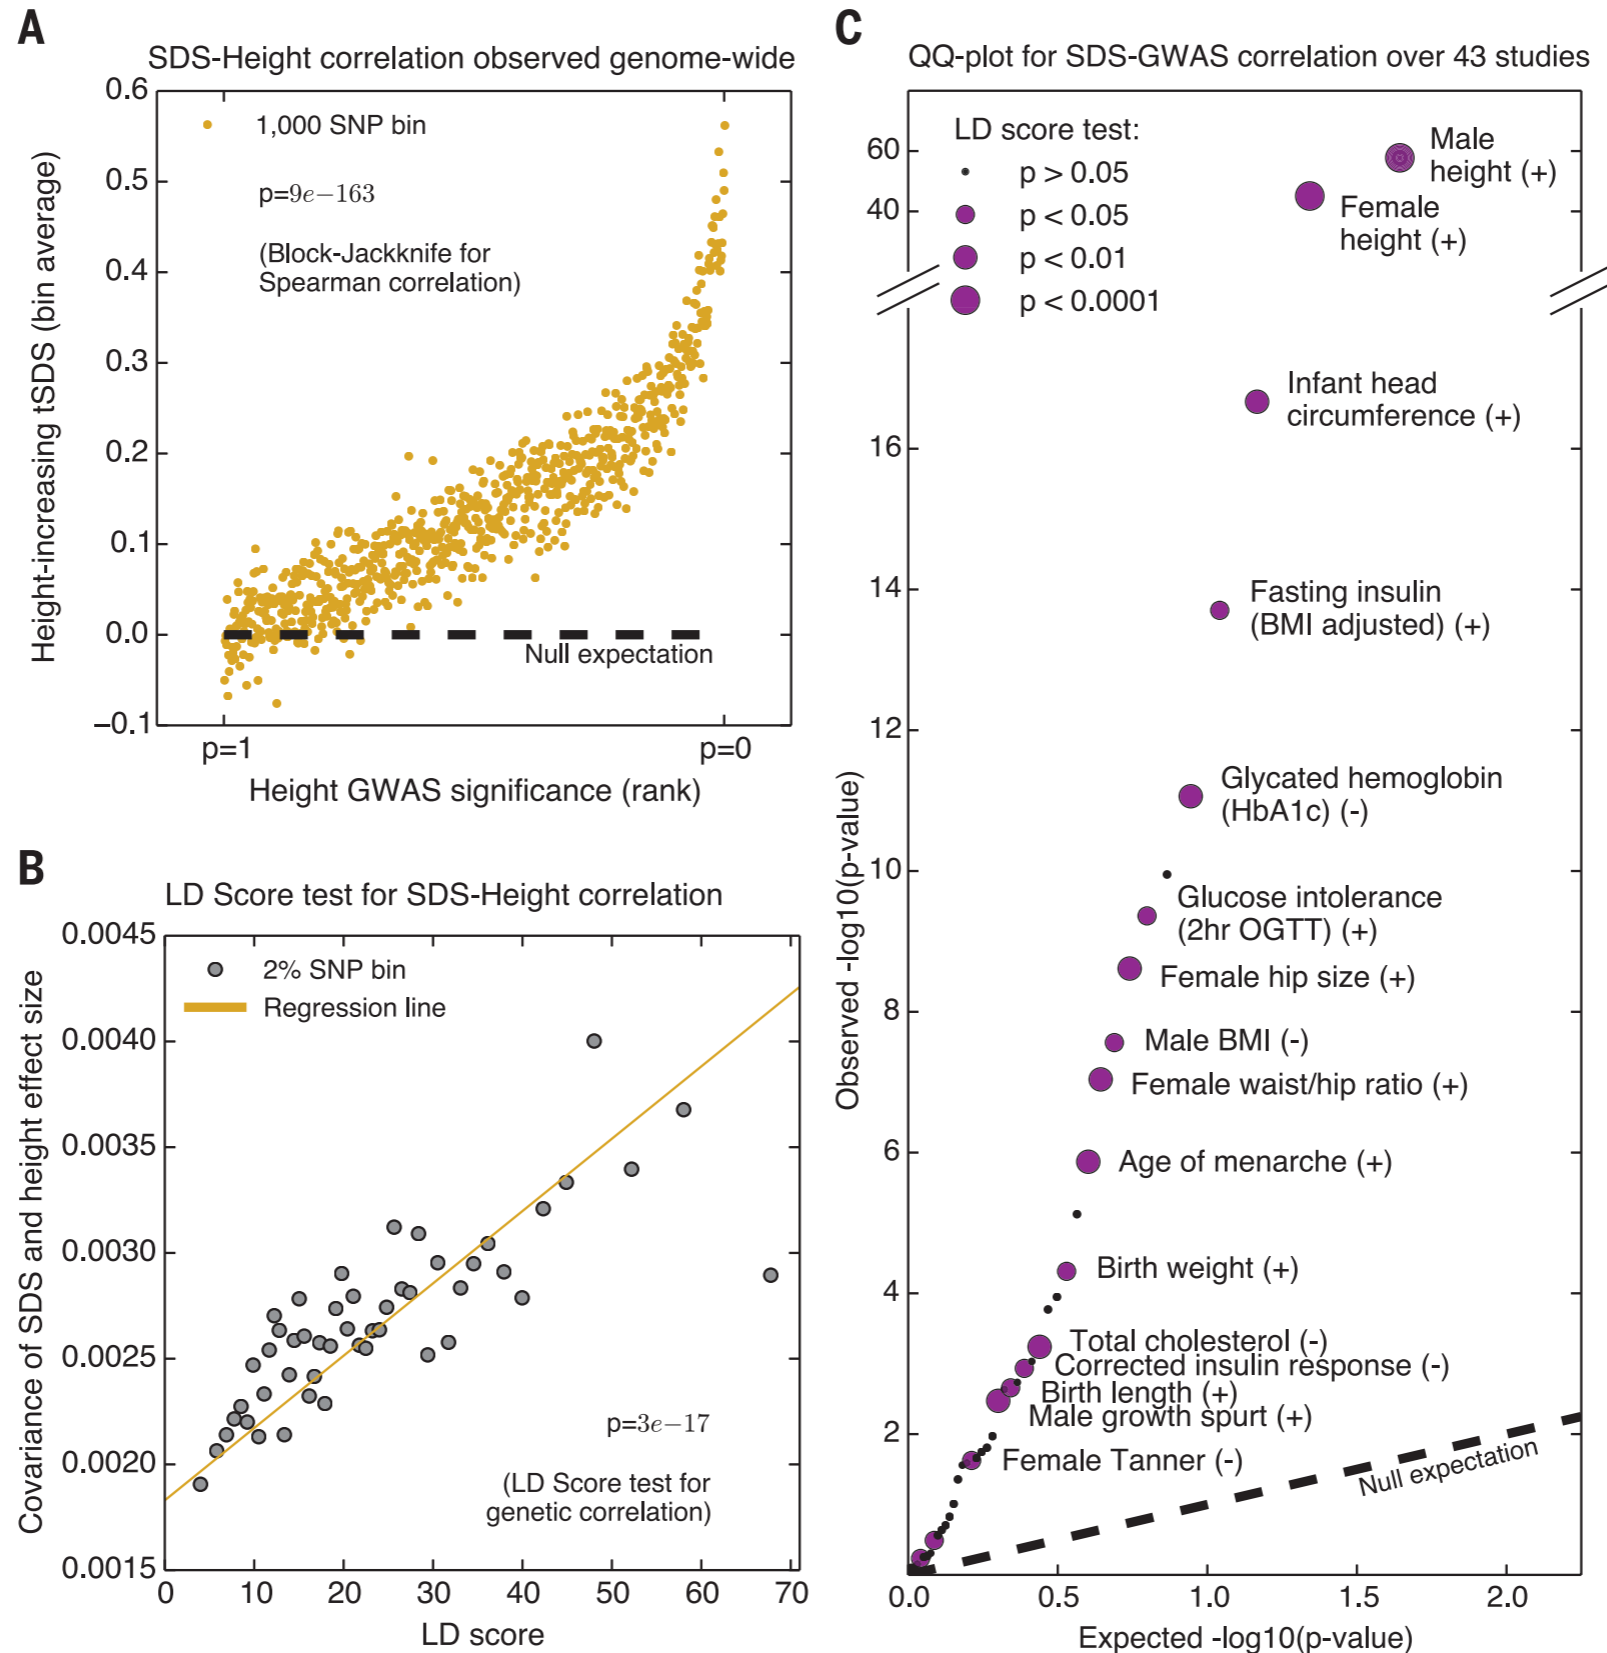 A
SDS-Height correlation observed genome-wide
Height-increasing tSDS (bin average)
0.6
0.5
0.4
0.3
0.2
0.1
0.0
−0.1
1,000 SNP bin
p=9e−163
(Block-Jackknife for
Spearman correlation)
Null expectation
p=1
p=0
Height GWAS significance (rank)
B
LD Score test for SDS-Height correlation
Covariance of SDS and height effect size
0.0045
0.0040
0.0035
0.0030
0.0025
0.0020
0.0015
2% SNP bin
Regression line
p=3e−17
(LD Score test for
genetic correlation)
0
10
20
30
40
50
60
70
LD score
C
QQ-plot for SDS-GWAS correlation over 43 studies
Observed -log10(p-value)
60
40
16
14
12
10
8
6
4
2
LD score test:
p > 0.05
p < 0.05
p < 0.01
p < 0.0001
Male
height (+)
Female
height (+)
Infant head
circumference (+)
Fasting insulin
(BMI adjusted) (+)
Glycated hemoglobin
(HbA1c) (-)
Glucose intolerance
(2hr OGTT) (+)
Female hip size (+)
Male BMI (-)
Female waist/hip ratio (+)
Age of menarche (+)
Birth weight (+)
Total cholesterol (-)
Corrected insulin response (-)
Birth length (+)
Male growth spurt (+)
Female Tanner (-)
Null expectation
0.0
0.5
1.0
1.5
2.0
Expected -log10(p-value)